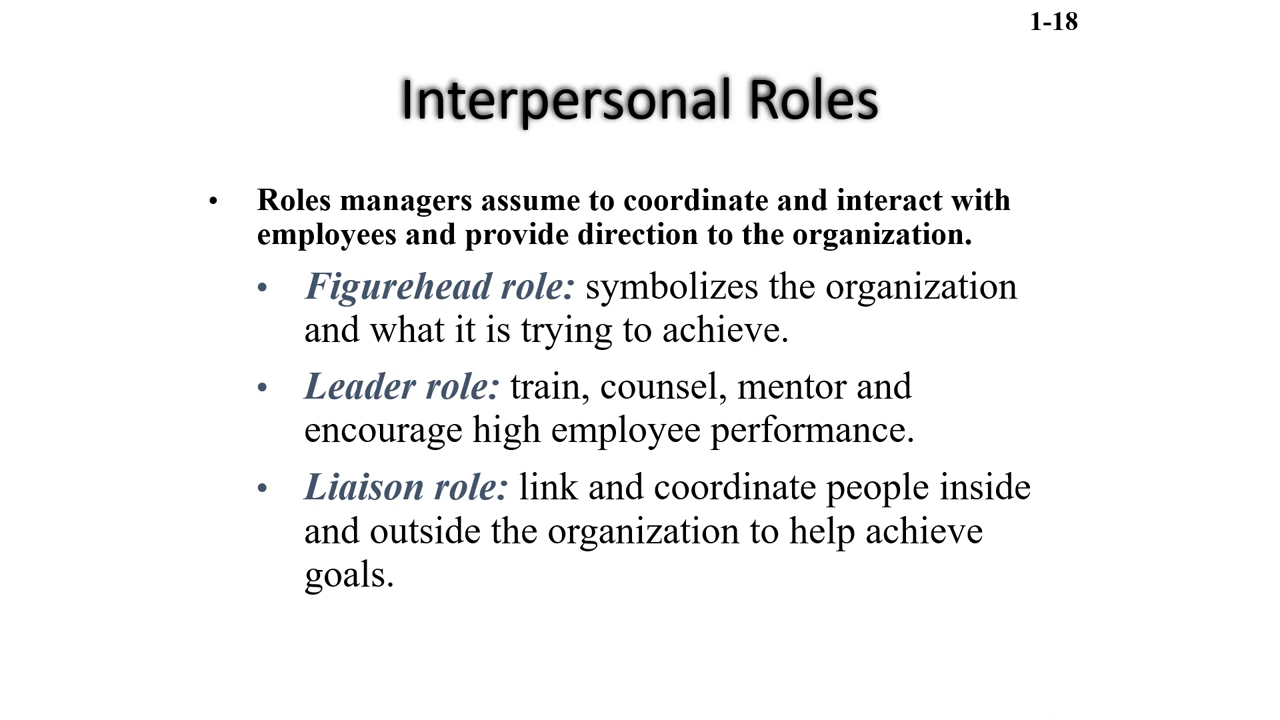 1-18
Interpersonal Roles
• Roles managers assume to coordinate and interact with
employees and provide direction to the organization.
• Figurehead role: symbolizes the organization
and what it is trying to achieve.
• Leader role: train, counsel, mentor and
encourage high employee performance.
• Liaison role: link and coordinate people inside
and outside the organization to help achieve
goals.